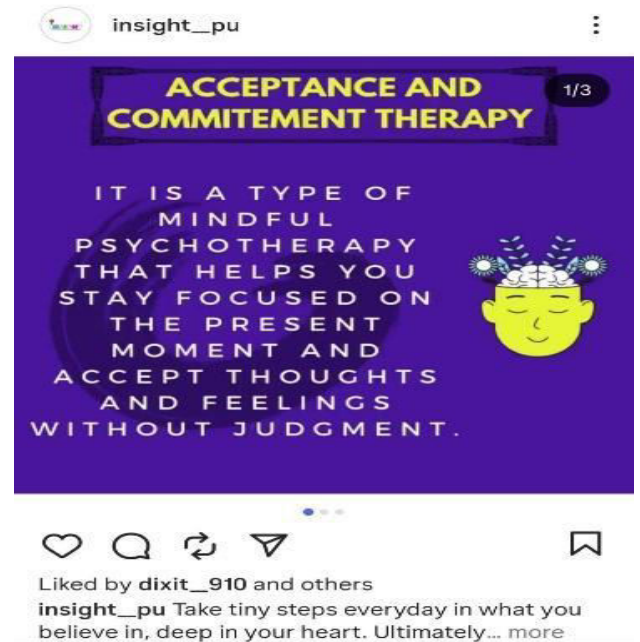 insight__pu
ACCEPTANCE AND
COMMITEMENT THERAPY
1/3
IT IS A TYPE OF
MINDFUL
PSYCHOTHERAPY
THAT HELPS YOU
STAY FOCUSED ON
THE PRESENT
MOMENT AND
ACCEPT THOUGHTS
AND FEELINGS
WITHOUT JUDGMENT.
Liked by dixit__910 and others
insight__pu Take tiny steps everyday in what you
believe in, deep in your heart. Ultimately... more